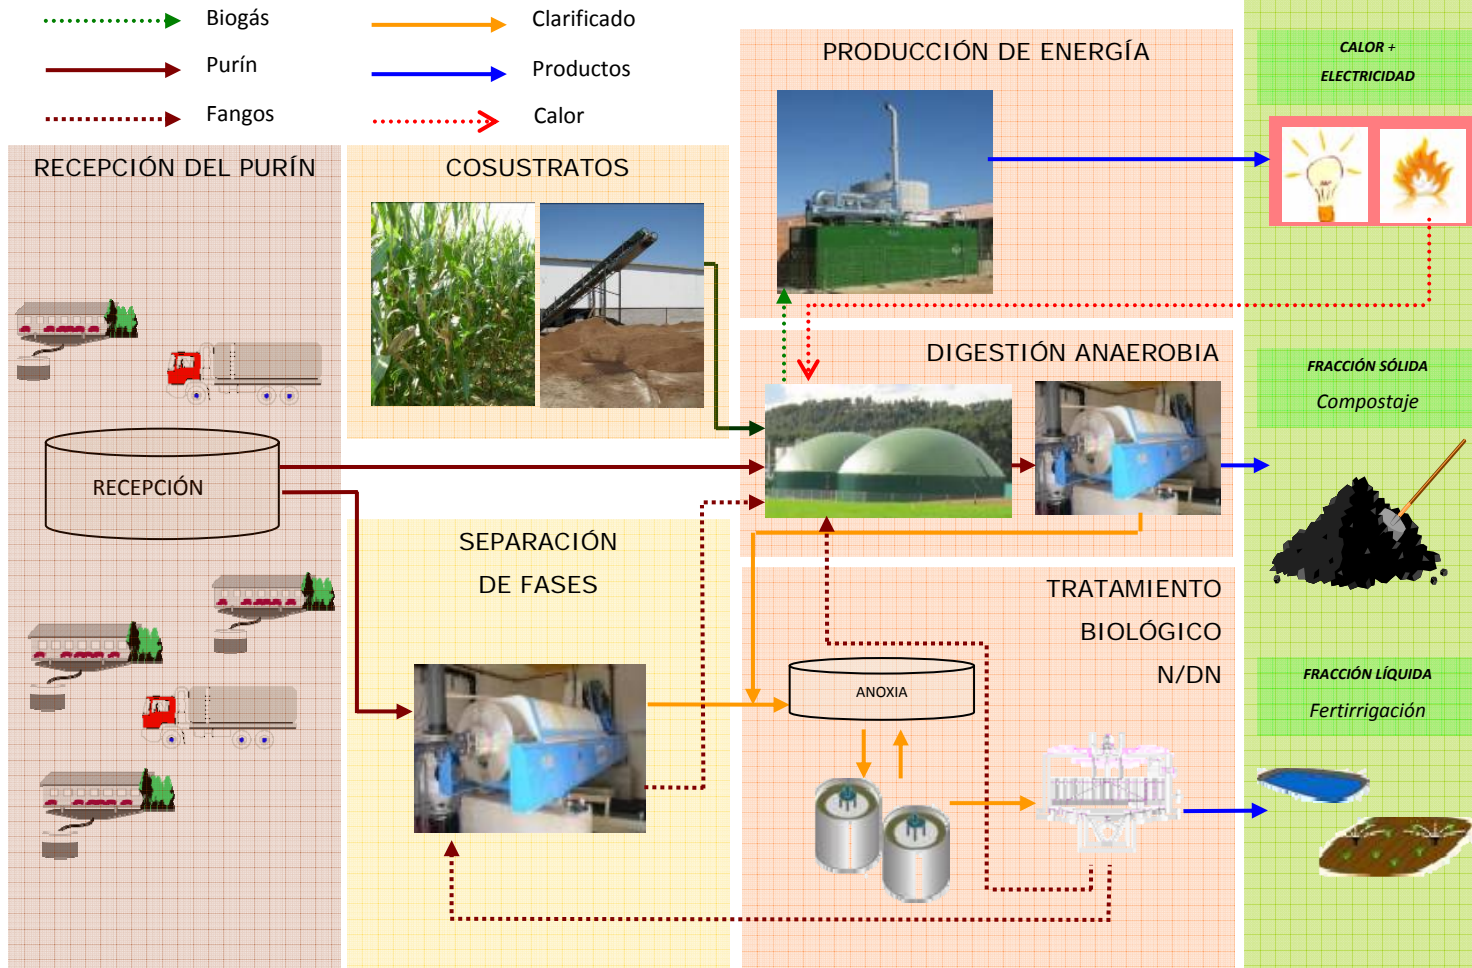 Biogás
Purín
Fangos
Clarificado
Productos
Calor
RECEPCIÓN DEL PURÍN
RECEPCIÓN
COSUSTRATOS
SEPARACIÓN
DE FASES
PRODUCCIÓN DE ENERGÍA
DIGESTIÓN ANAEROBIA
TRATAMIENTO
BIOLÓGICO
N/DN
ANOXIA
CALOR +
ELECTRICIDAD
FRACCIÓN SÓLIDA
Compostaje
FRACCIÓN LÍQUIDA
Fertirrigación